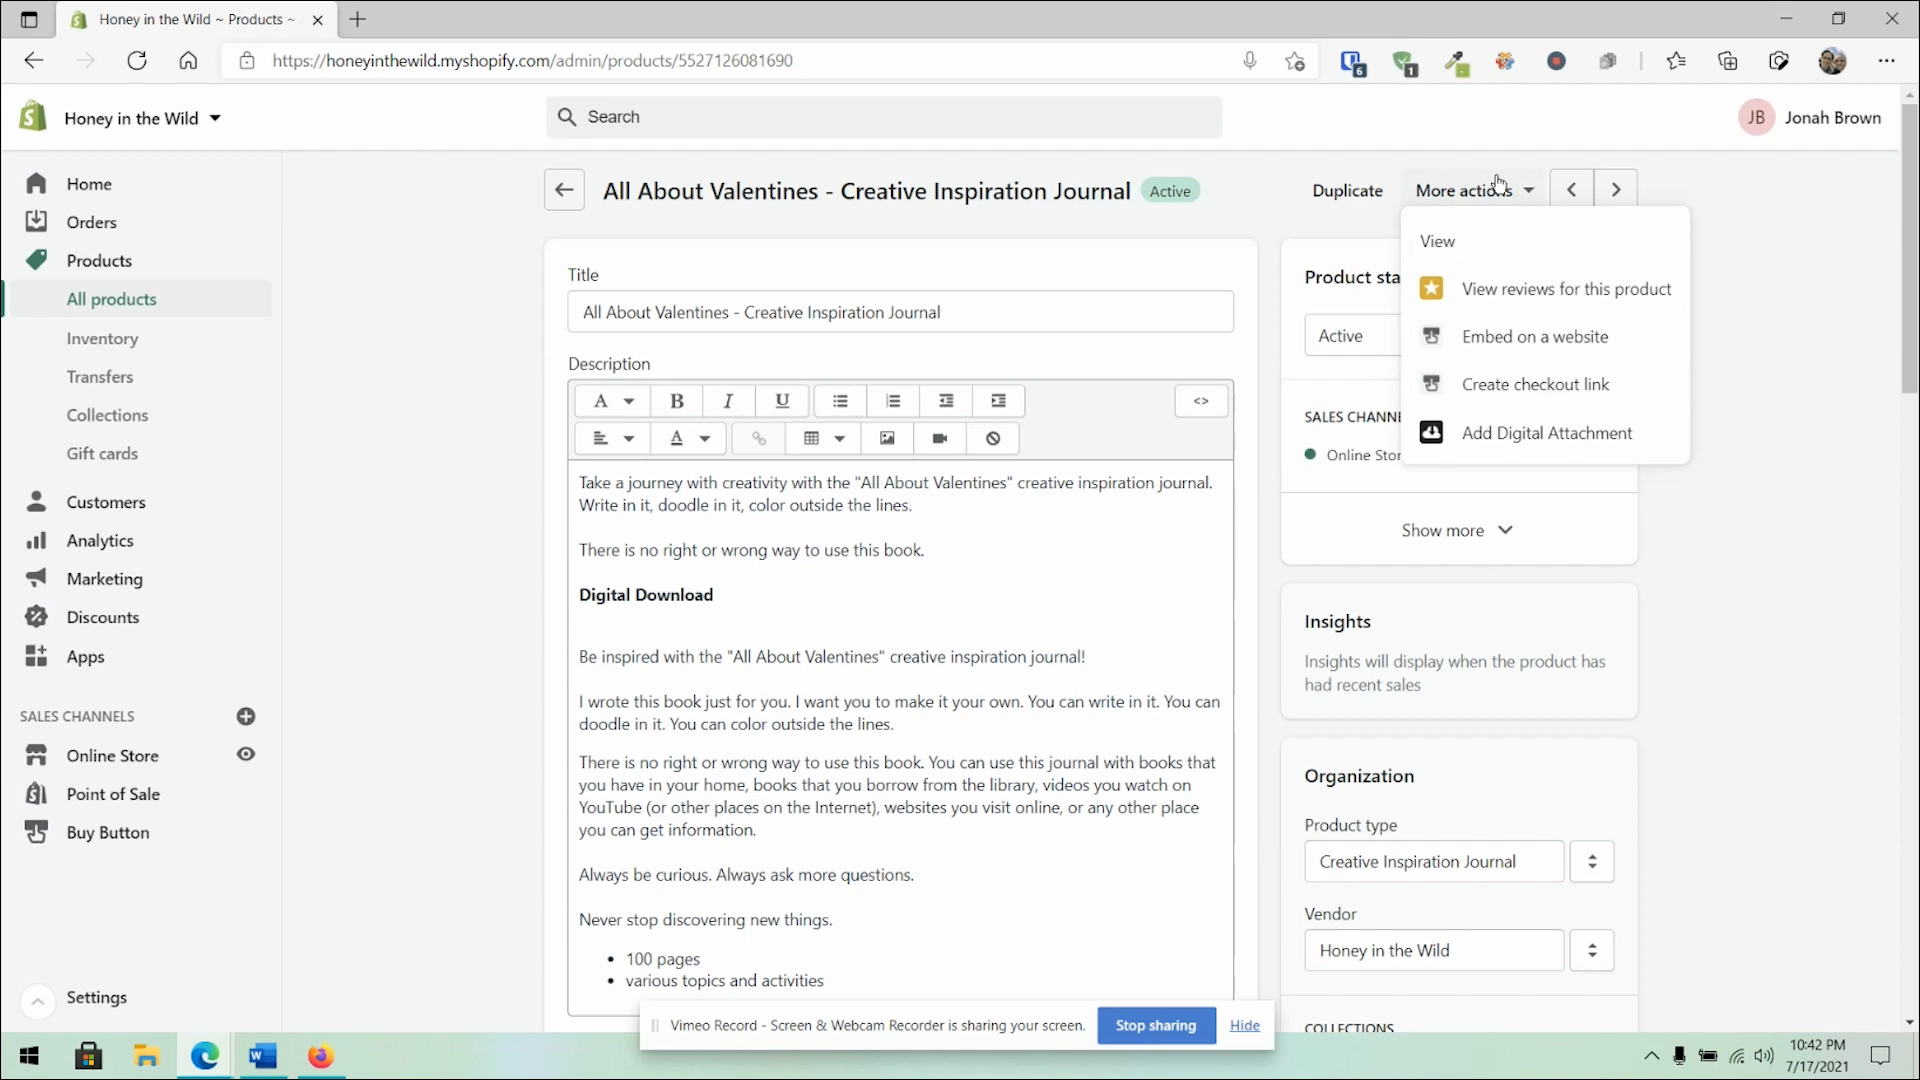 Honey in the Wild ~ Products ~
https://honeyinthewild.myshopify.com/admin/products/5527126081690
6
1
Honey in the Wild
Search
JB
Jonah Brown
Home
Orders
Products
All products
Inventory
Transfers
Collections
Gift cards
Customers
Analytics
Marketing
Discounts
Apps
SALES CHANNELS
Online Store
Point of Sale
Buy Button
Settings
All About Valentines - Creative Inspiration Journal
Active
Duplicate
More actions
View
View reviews for this product
Embed on a website
Create checkout link
Add Digital Attachment
Title
All About Valentines - Creative Inspiration Journal
Description
A
B
I
U
<>
A
Take a journey with creativity with the "All About Valentines" creative inspiration journal.
Write in it, doodle in it, color outside the lines.
There is no right or wrong way to use this book.
Digital Download
Be inspired with the "All About Valentines" creative inspiration journal!
I wrote this book just for you. I want you to make it your own. You can write in it. You can
doodle in it. You can color outside the lines.
There is no right or wrong way to use this book. You can use this journal with books that
you have in your home, books that you borrow from the library, videos you watch on
YouTube (or other places on the Internet), websites you visit online, or any other place
you can get information.
Always be curious. Always ask more questions.
Never stop discovering new things.
• 100 pages
• various topics and activities
Product sta
Active
SALES CHANNE
Online Stor
Show more
Insights
Insights will display when the product has
had recent sales
Organization
Product type
Creative Inspiration Journal
Vendor
Honey in the Wild
COLLECTIONS
Vimeo Record - Screen & Webcam Recorder is sharing your screen.
Stop sharing
Hide
10:42 PM
7/17/2021